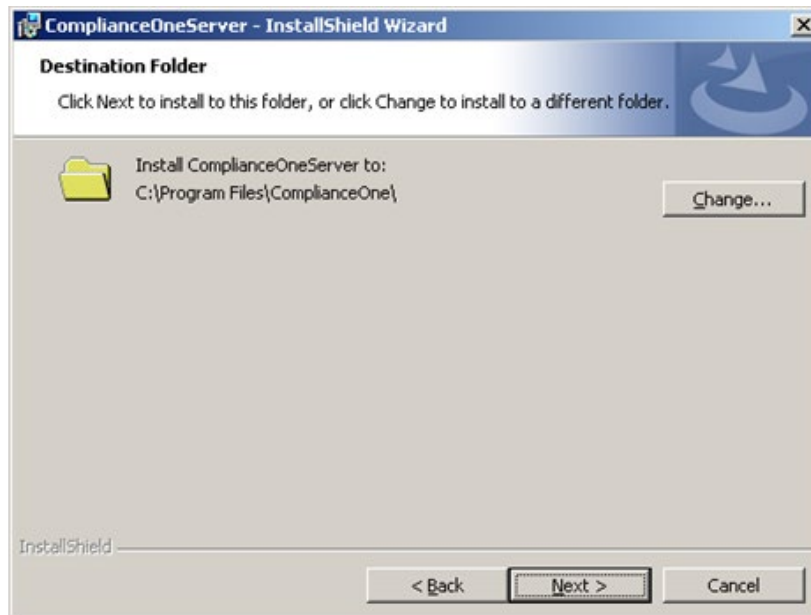 ComplianceOneServer - InstallShield Wizard
Destination Folder
Click Next to install to this folder, or click Change to install to a different folder.
Install ComplianceOneServer to:
C:\Program Files\ComplianceOne\
Change...
InstallShield
< Back
Next >
Cancel